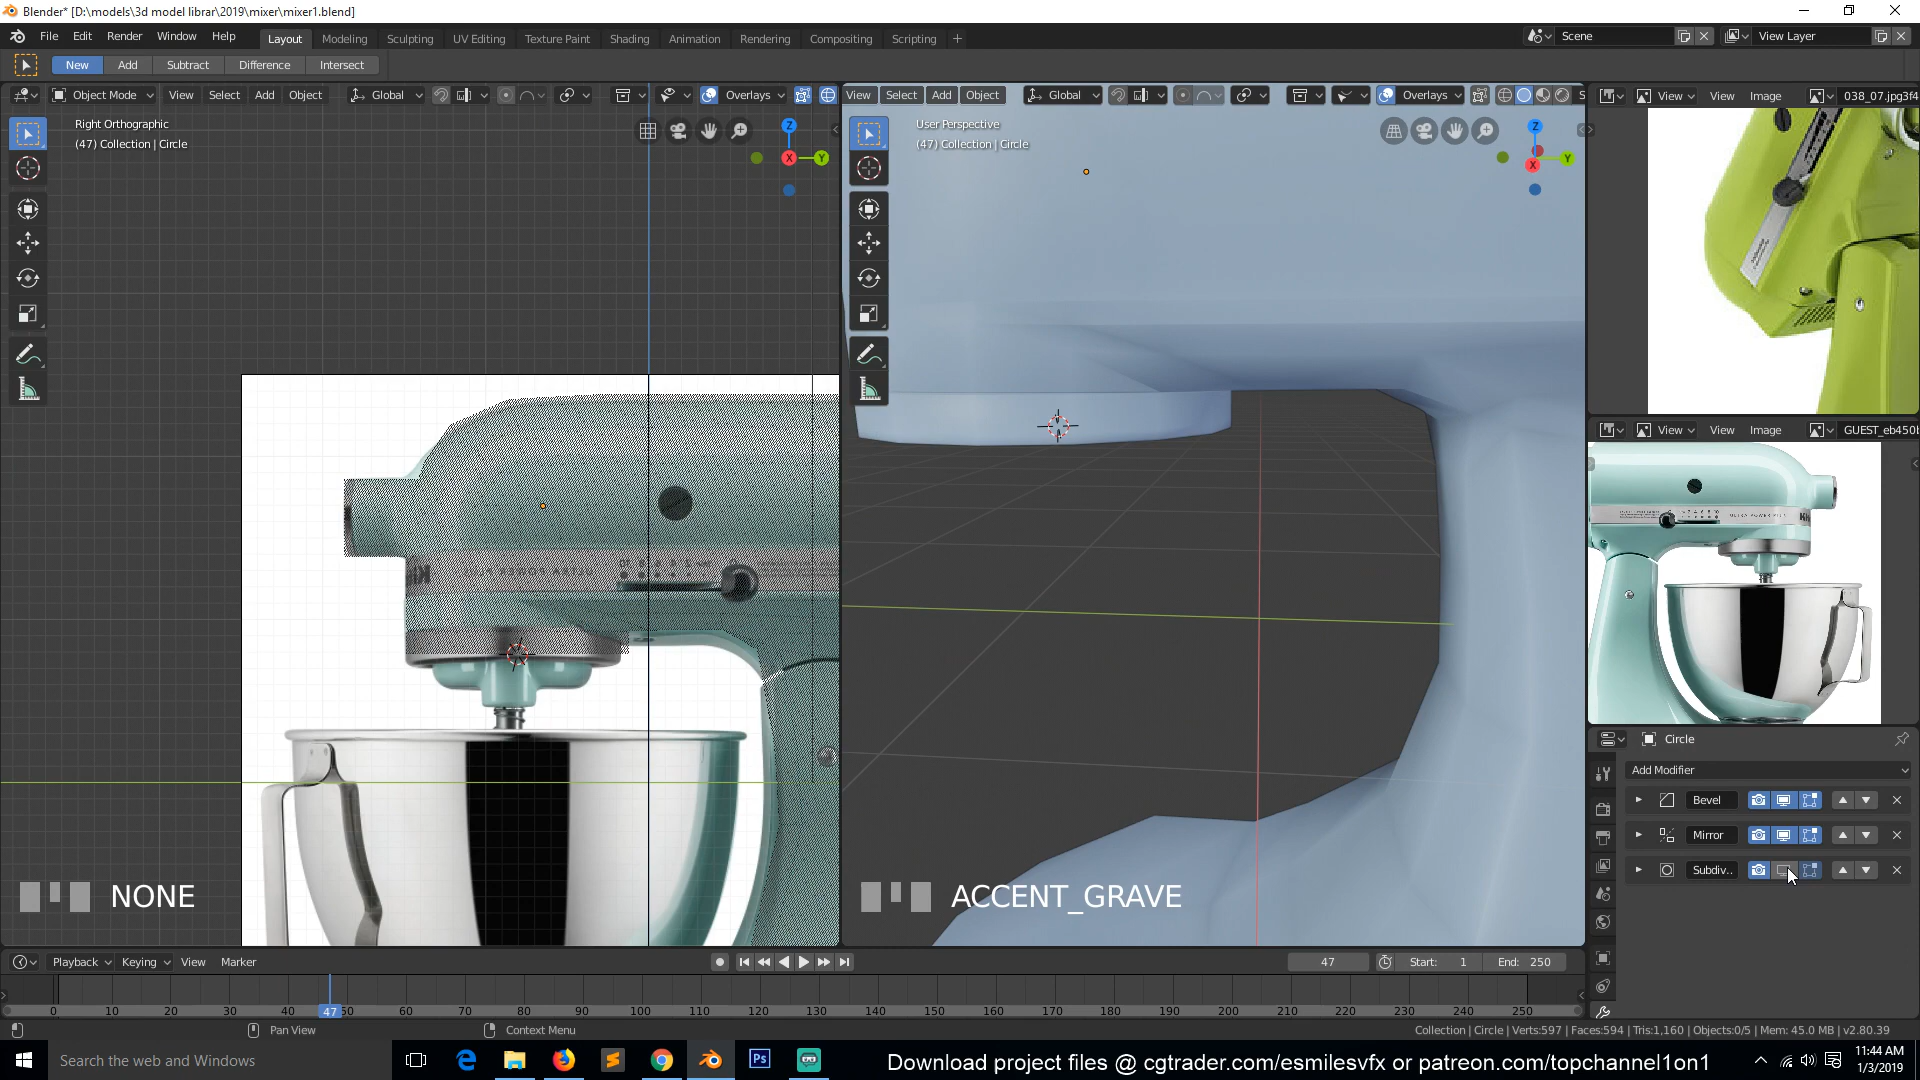 Blender* [D:\models\3d model librar\2019\mixer\mixer1.blend]
File Edit Render Window Help Layout Modeling Sculpting UV Editing Texture Paint Shading Animation Rendering Compositing Scripting + Scene View Layer
New Add Subtract Difference Intersect
Object Mode View Select Add Object Global Overlays View Select Add Object Global Overlays S View View Image 038_07.jpg3f4
Right Orthographic
(47) Collection | Circle
User Perspective
(47) Collection | Circle
View View Image GUEST_eb450b
NONE
ACCENT_GRAVE
Circle
Add Modifier
Bevel
Mirror
Subdiv..
Playback Keying View Marker 47 Start: 1 End: 250
0 10 20 30 40 47 50 60 70 80 90 100 110 120 130 140 150 160 170 180 190 200 210 220 230 240 250
Pan View Context Menu Collection | Circle | Verts:597 | Faces:594 | Tris:1,160 | Objects:0/5 | Mem: 45.0 MB | v2.80.39
Search the web and Windows
Download project files @ cgtrader.com/esmilesvfx or patreon.com/topchannel1on1
11:44 AM
1/3/2019